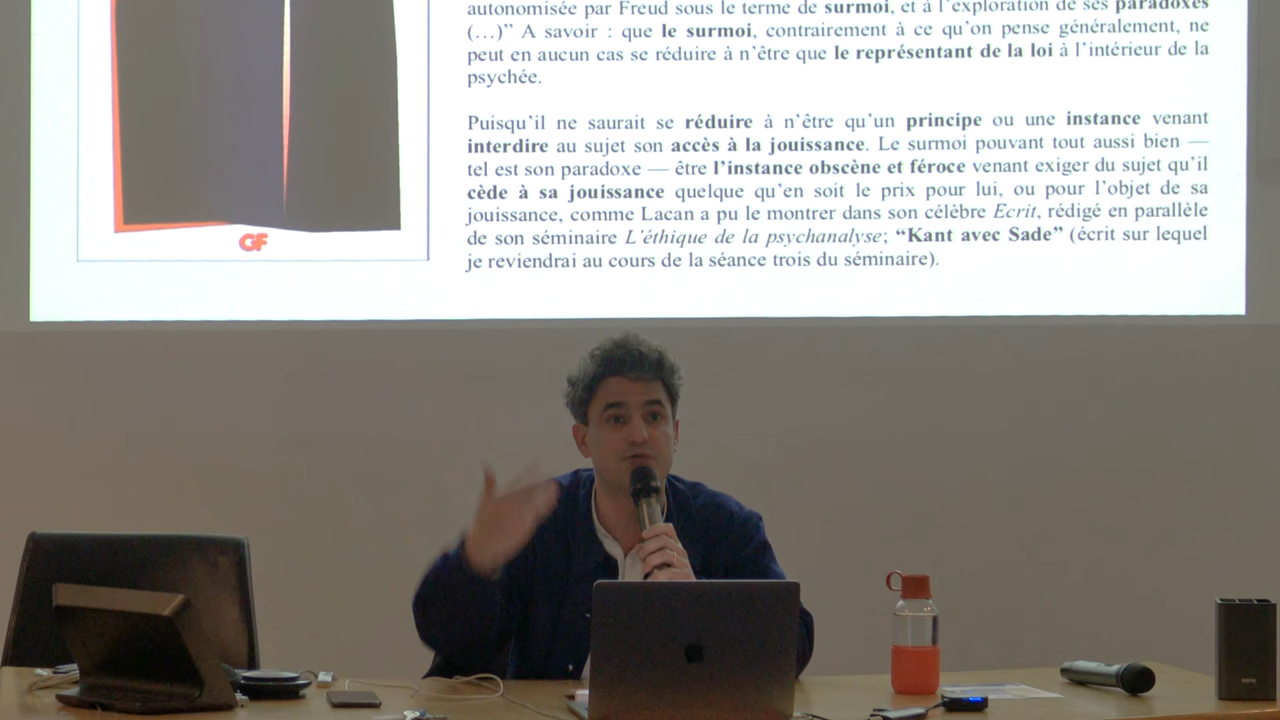 autonomisée par Freud sous le terme de surmoi, et à l'exploration de ses paradoxes
(…)” A savoir : que le surmoi, contrairement à ce qu'on pense généralement, ne
peut en aucun cas se réduire à n'être que le représentant de la loi à l'intérieur de la
psychée.
Puisqu'il ne saurait se réduire à n'être qu'un principe ou une instance venant
interdire au sujet son accès à la jouissance. Le surmoi pouvant tout aussi bien —
tel est son paradoxe — être l'instance obscène et féroce venant exiger du sujet qu'il
cède à sa jouissance quelque qu'en soit le prix pour lui, ou pour l'objet de sa
jouissance, comme Lacan a pu le montrer dans son célèbre Ecrit, rédigé en parallèle
de son séminaire L'éthique de la psychanalyse; “Kant avec Sade” (écrit sur lequel
je reviendrai au cours de la séance trois du séminaire).
GF